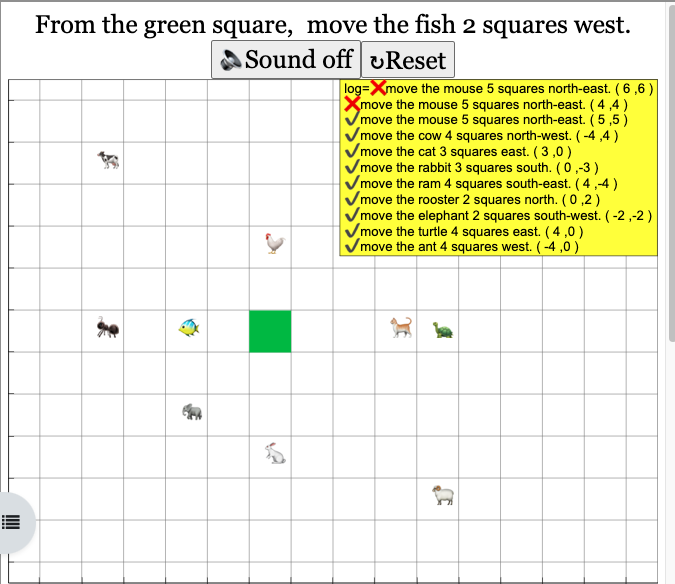 From the green square,  move the fish 2 squares west.
Sound off ↻Reset
log=❌move the mouse 5 squares north-east. ( 6 ,6 )
❌move the mouse 5 squares north-east. ( 4 ,4 )
✔move the mouse 5 squares north-east. ( 5 ,5 )
✔move the cow 4 squares north-west. ( -4 ,4 )
✔move the cat 3 squares east. ( 3 ,0 )
✔move the rabbit 3 squares south. ( 0 ,-3 )
✔move the ram 4 squares south-east. ( 4 ,-4 )
✔move the rooster 2 squares north. ( 0 ,2 )
✔move the elephant 2 squares south-west. ( -2 ,-2 )
✔move the turtle 4 squares east. ( 4 ,0 )
✔move the ant 4 squares west. ( -4 ,0 )